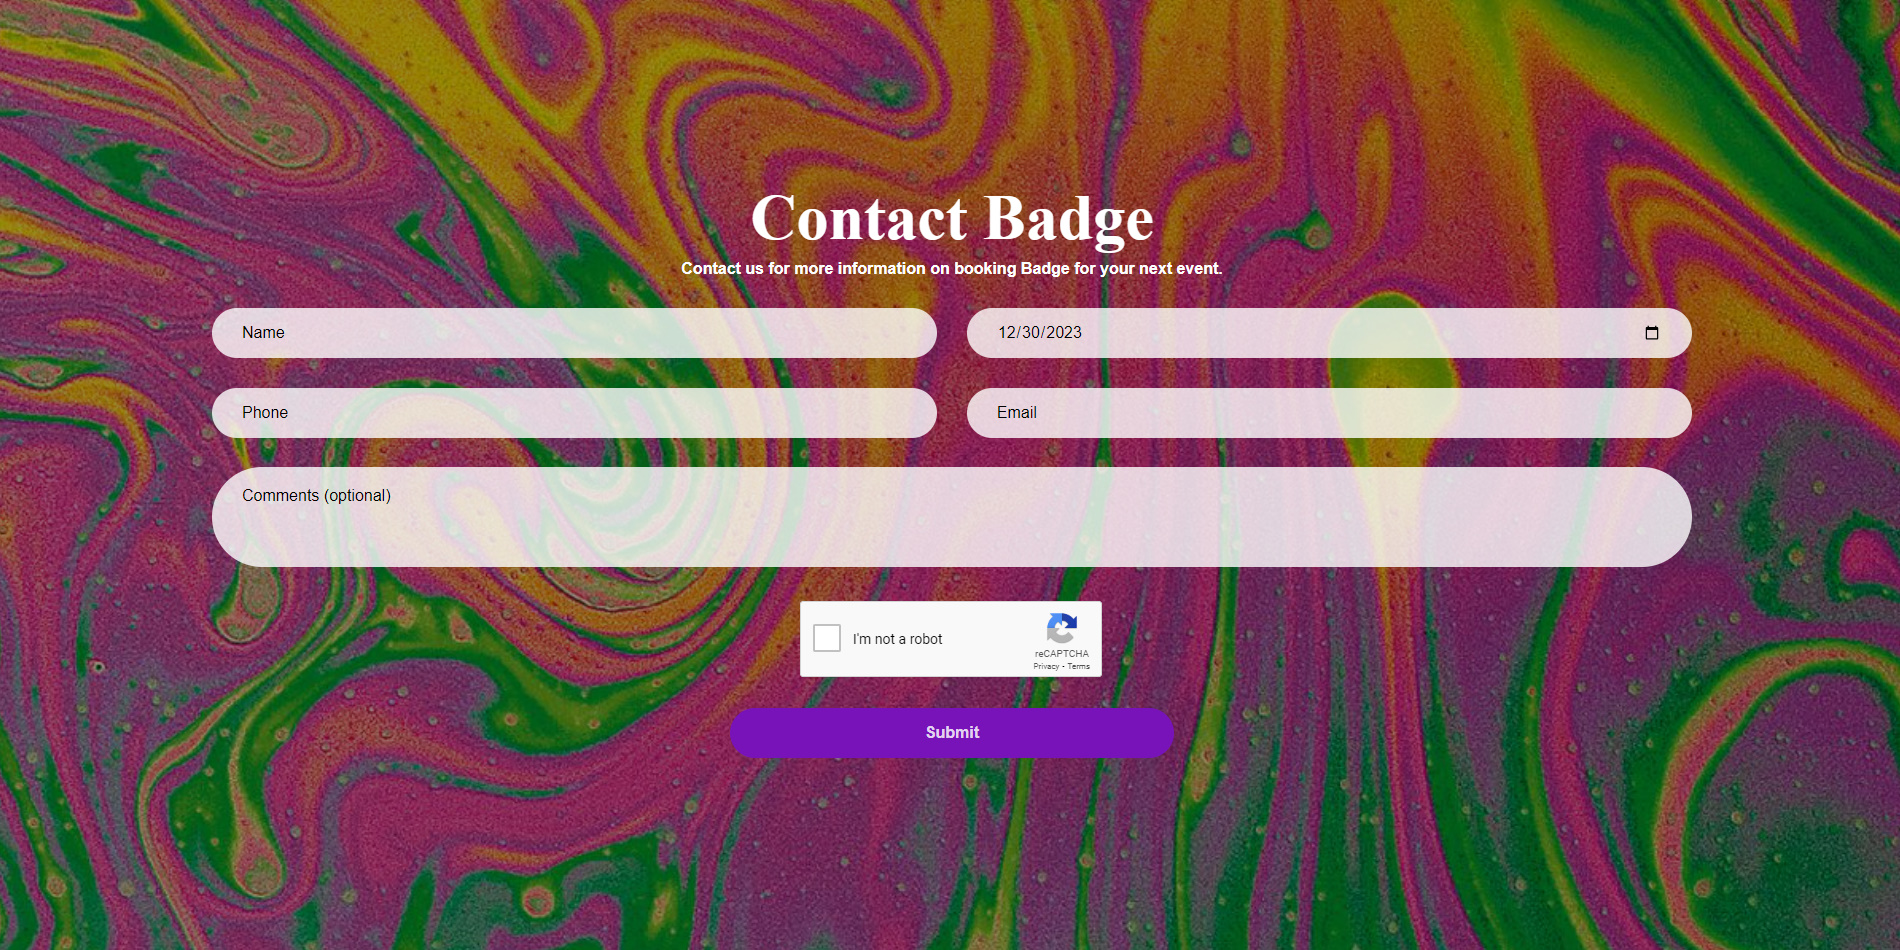 Contact Badge
Contact us for more information on booking Badge for your next event.
Name
12/30/2023
Phone
Email
Comments (optional)
I'm not a robot
reCAPTCHA
Privacy - Terms
Submit